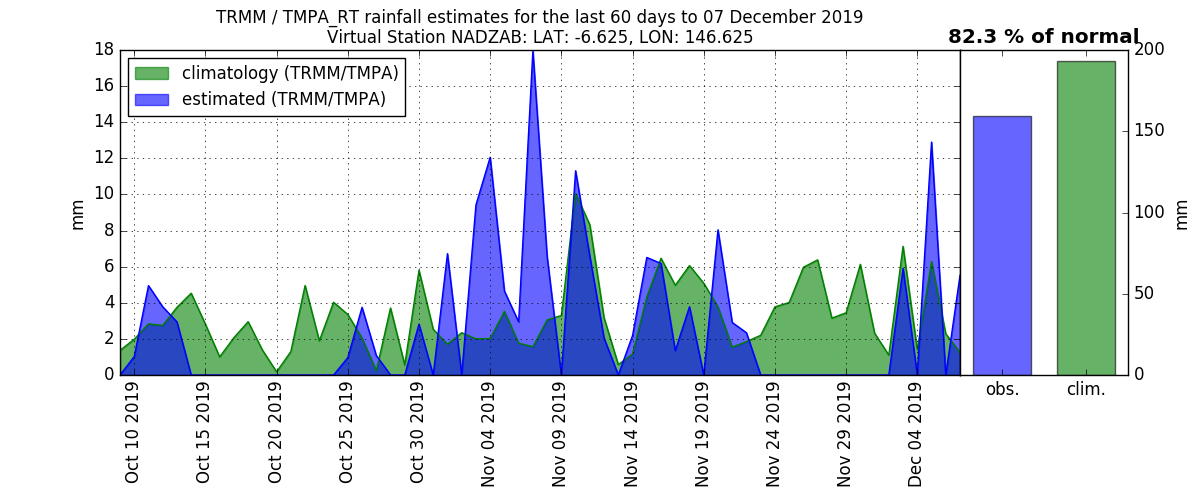 TRMM / TMPA_RT rainfall estimates for the last 60 days to 07 December 2019
Virtual Station NADZAB: LAT: -6.625, LON: 146.625
82.3 % of normal
climatology (TRMM/TMPA)
estimated (TRMM/TMPA)
18
16
14
12
10
8
6
4
2
0
mm
Oct 10 2019
Oct 15 2019
Oct 20 2019
Oct 25 2019
Oct 30 2019
Nov 04 2019
Nov 09 2019
Nov 14 2019
Nov 19 2019
Nov 24 2019
Nov 29 2019
Dec 04 2019
obs.
clim.
200
150
100
50
0
mm